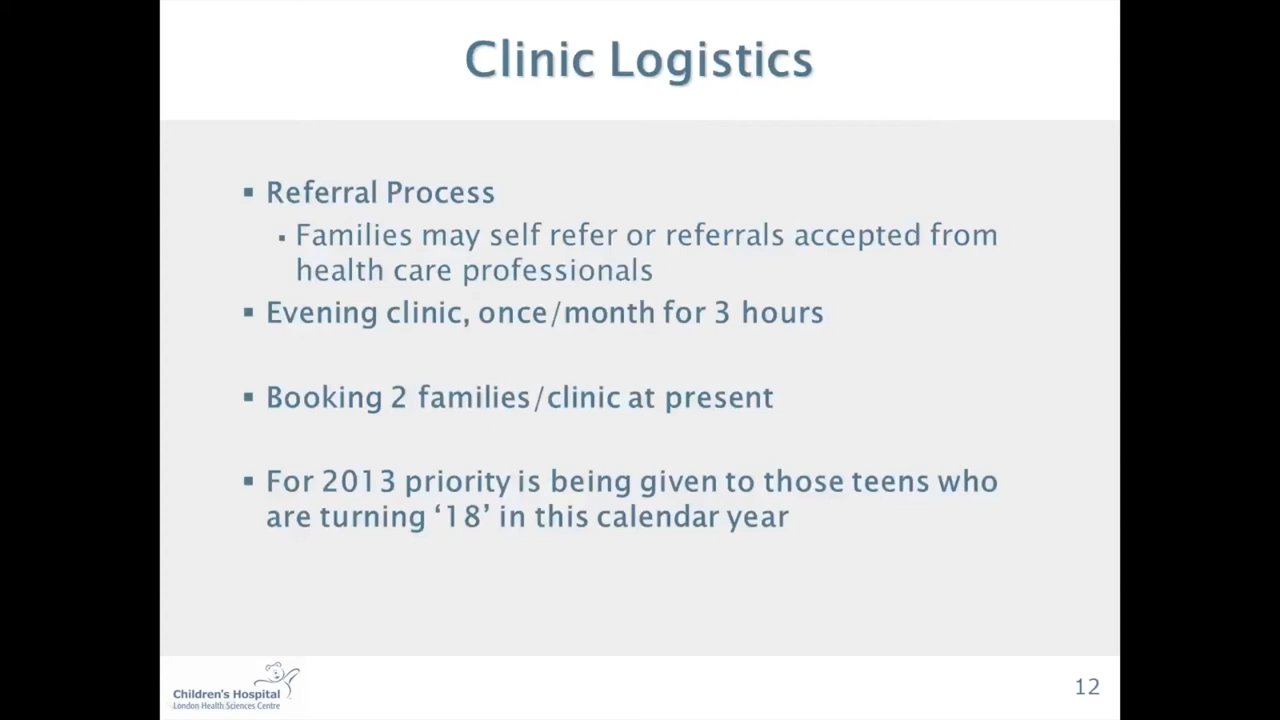 Clinic Logistics
▪ Referral Process
▪ Families may self refer or referrals accepted from
health care professionals
▪ Evening clinic, once/month for 3 hours
▪ Booking 2 families/clinic at present
▪ For 2013 priority is being given to those teens who
are turning ‘18’ in this calendar year
Children's Hospital
London Health Sciences Centre
12